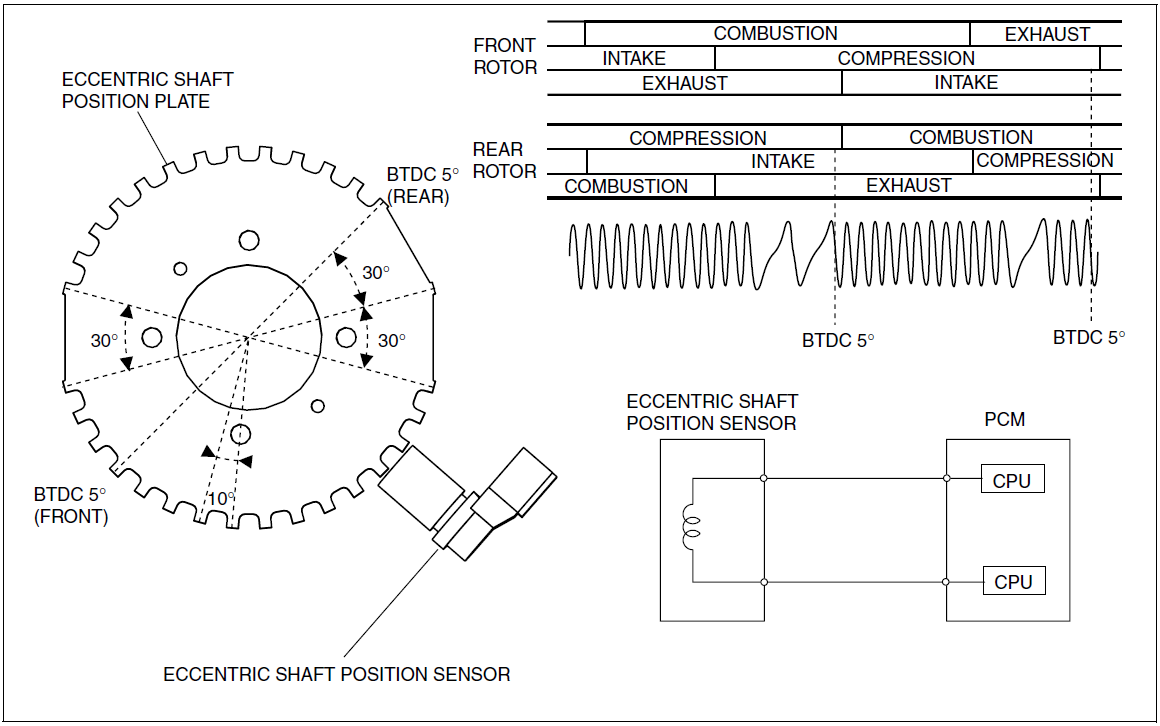 ECCENTRIC SHAFT
POSITION PLATE
BTDC 5°
(REAR)
30°
30°
30°
10°
BTDC 5°
(FRONT)
ECCENTRIC SHAFT POSITION SENSOR
FRONT
ROTOR
COMBUSTION
EXHAUST
INTAKE
COMPRESSION
EXHAUST
INTAKE
REAR
ROTOR
COMPRESSION
COMBUSTION
INTAKE
COMPRESSION
COMBUSTION
EXHAUST
BTDC 5°
BTDC 5°
ECCENTRIC SHAFT
POSITION SENSOR
PCM
CPU
CPU